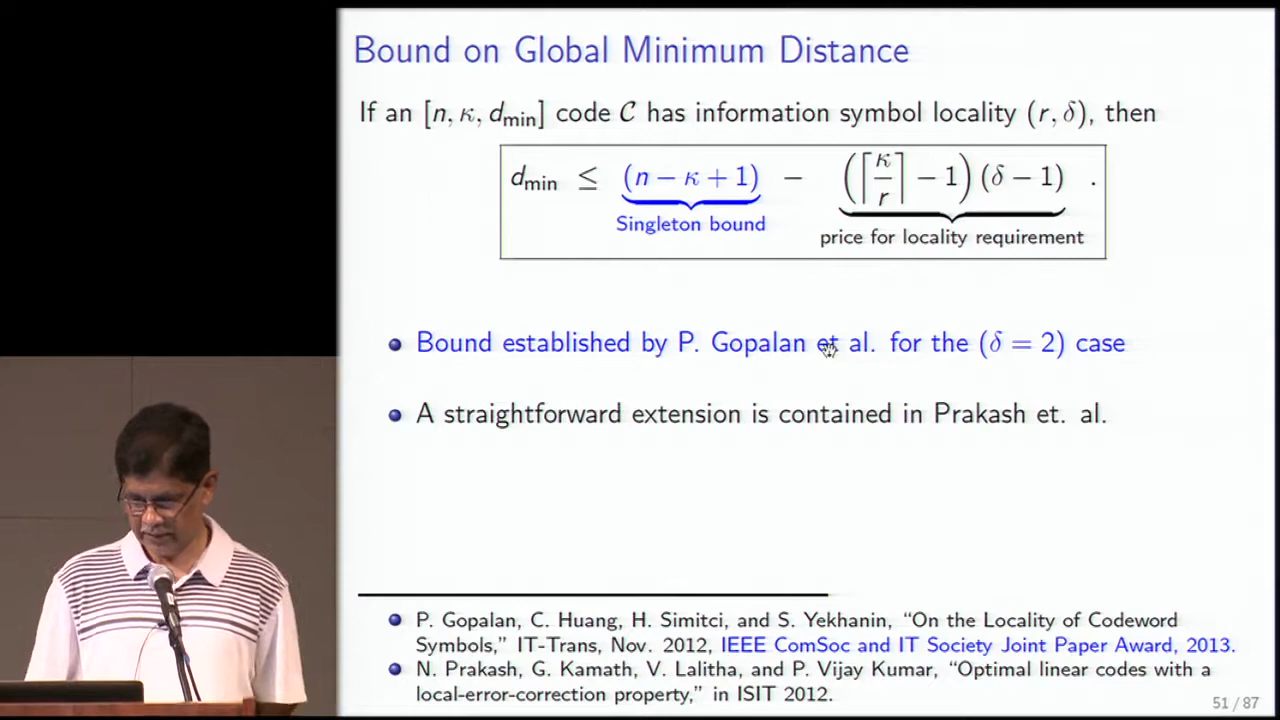 Bound on Global Minimum Distance
If an [n, κ, d_min] code 𝒞 has information symbol locality (r, δ), then
d_min ≤ (n − κ + 1) − (⌈κ/r⌉ − 1)(δ − 1) .
Singleton bound
price for locality requirement
Bound established by P. Gopalan et al. for the (δ = 2) case
A straightforward extension is contained in Prakash et. al.
P. Gopalan, C. Huang, H. Simitci, and S. Yekhanin, “On the Locality of Codeword
Symbols,” IT-Trans, Nov. 2012, IEEE ComSoc and IT Society Joint Paper Award, 2013.
N. Prakash, G. Kamath, V. Lalitha, and P. Vijay Kumar, “Optimal linear codes with a
local-error-correction property,” in ISIT 2012.
51 / 87